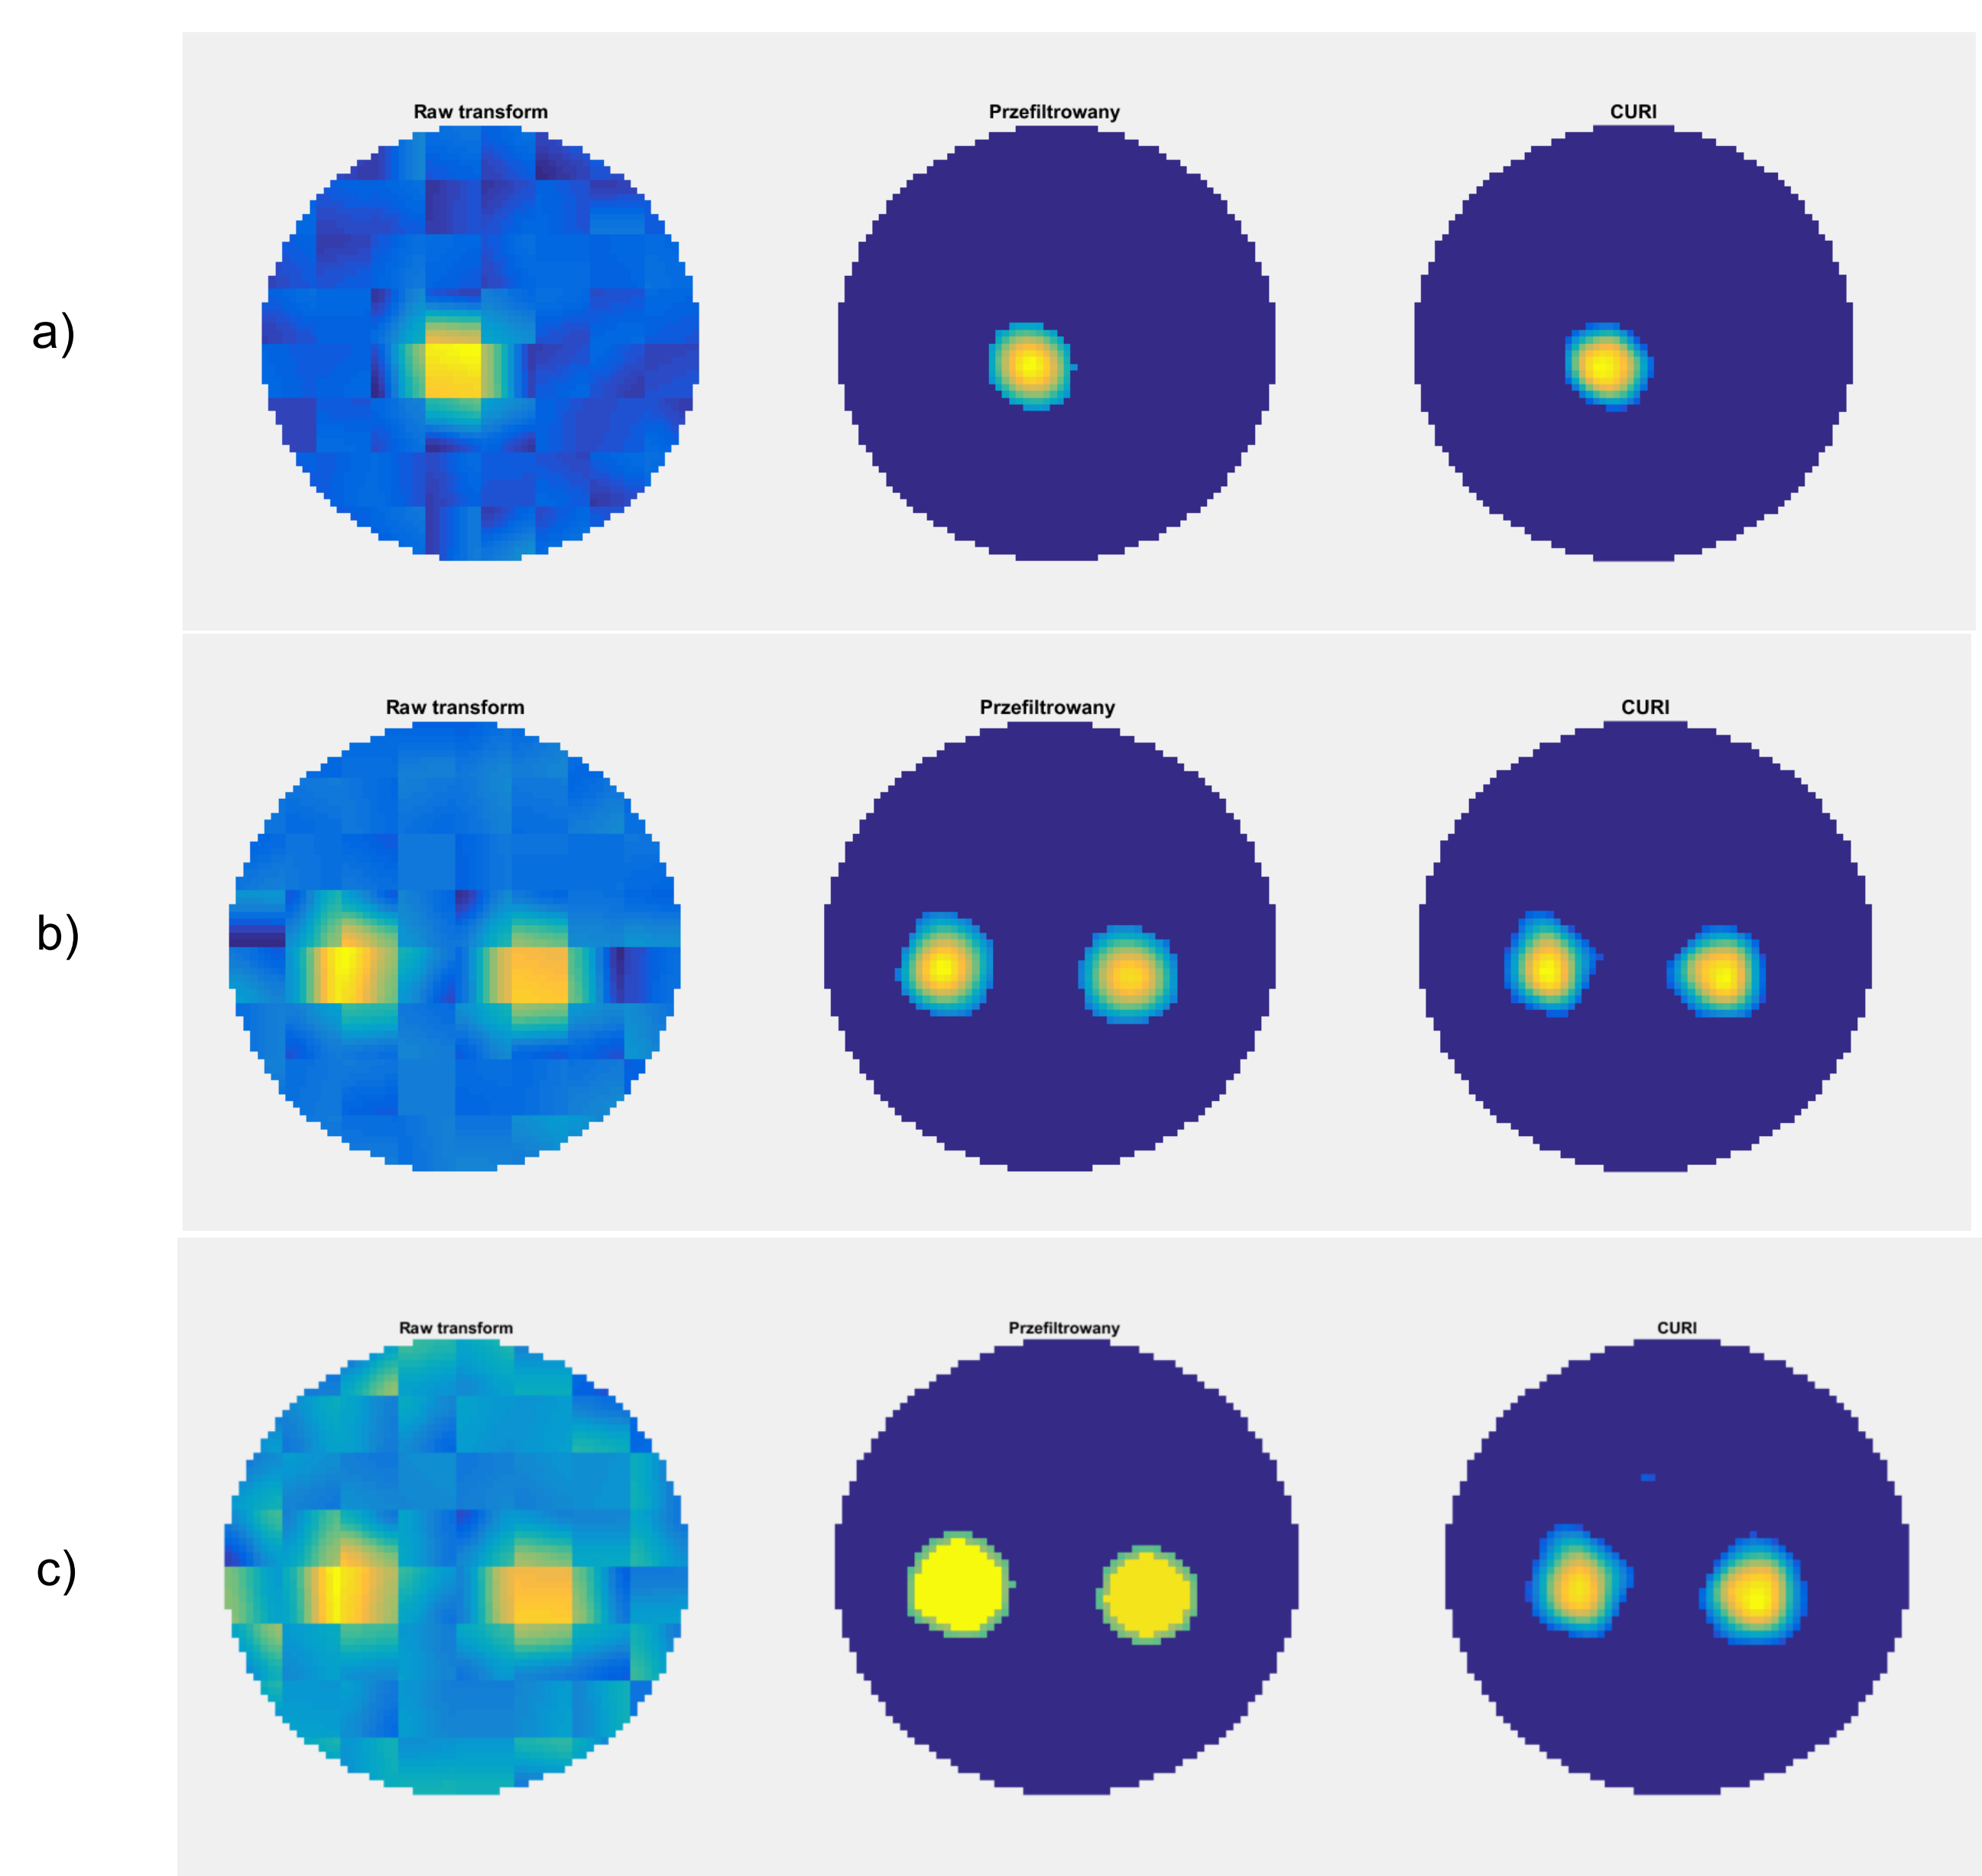 a)
Raw transform
Przefiltrowany
CURI
b)
Raw transform
Przefiltrowany
CURI
c)
Raw transform
Przefiltrowany
CURI